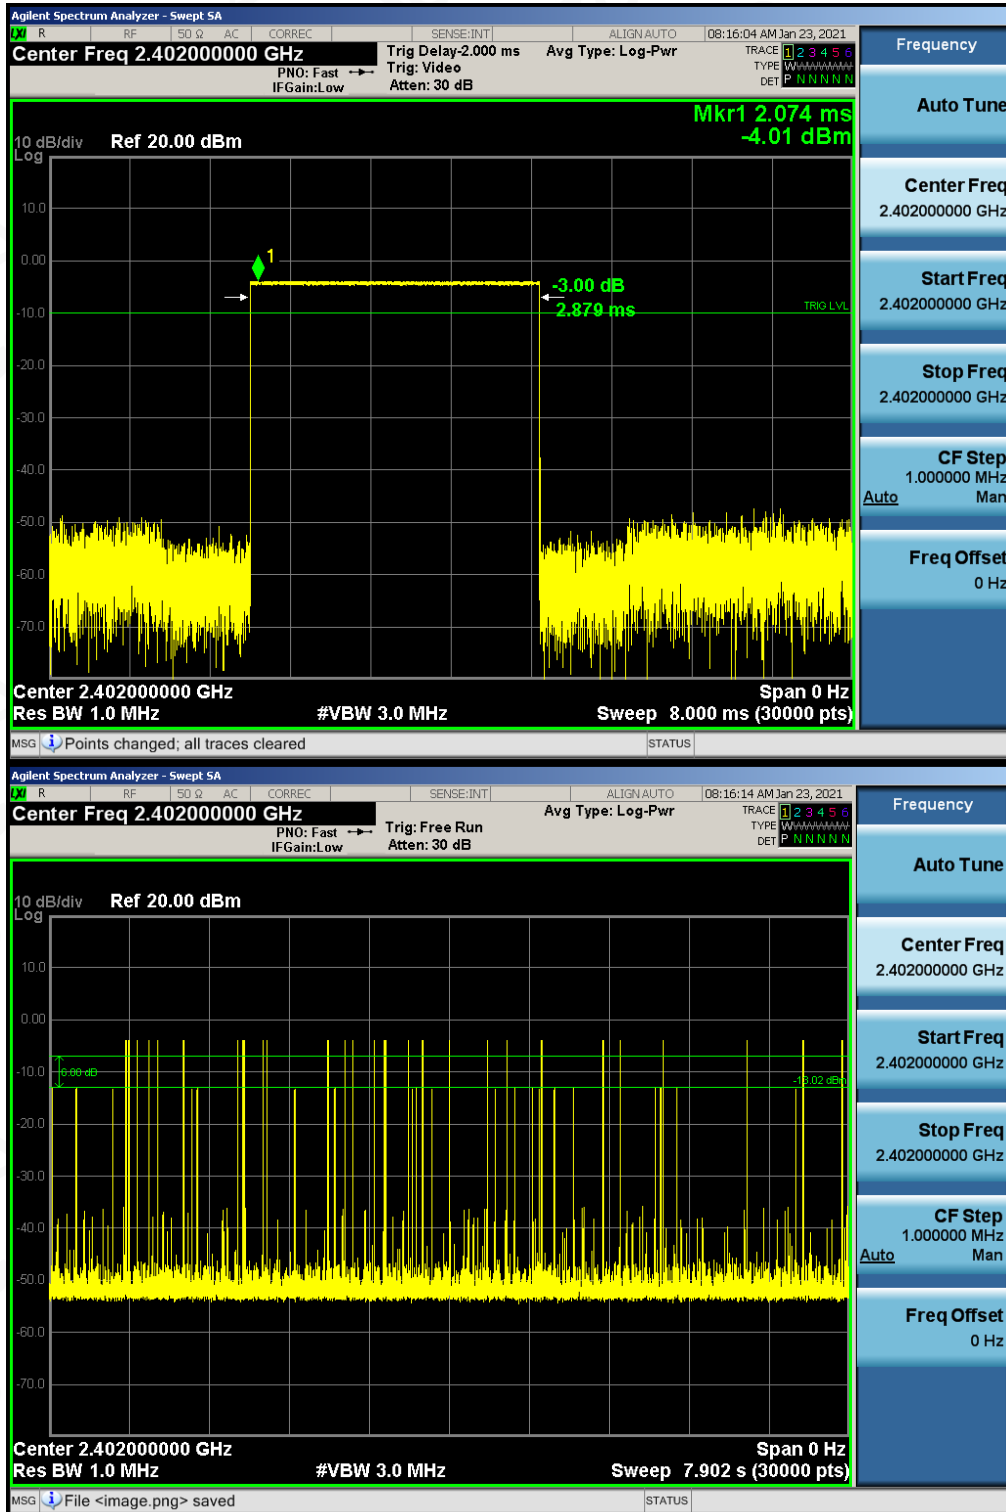 Agilent Spectrum Analyzer - Swept SA
LXI R RF 50 Ω AC CORREC SENSE:INT ALIGN AUTO 08:16:04 AM Jan 23, 2021
Center Freq 2.402000000 GHz
Trig Delay-2.000 ms Avg Type: Log-Pwr TRACE 1 2 3 4 5 6
PNO: Fast Trig: Video TYPE W
IFGain:Low Atten: 30 dB DET P N N N N N
Mkr1 2.074 ms
-4.01 dBm
10 dB/div Ref 20.00 dBm
Log
10.0
0.00
1
-3.00 dB
2.879 ms
-10.0
TRIG LVL
-20.0
-30.0
-40.0
-50.0
-60.0
-70.0
Center 2.402000000 GHz Span 0 Hz
Res BW 1.0 MHz #VBW 3.0 MHz Sweep 8.000 ms (30000 pts)
MSG Points changed; all traces cleared STATUS
Frequency
Auto Tune
Center Freq
2.402000000 GHz
Start Freq
2.402000000 GHz
Stop Freq
2.402000000 GHz
CF Step
1.000000 MHz
Auto Man
Freq Offset
0 Hz
Agilent Spectrum Analyzer - Swept SA
LXI R RF 50 Ω AC CORREC SENSE:INT ALIGN AUTO 08:16:14 AM Jan 23, 2021
Center Freq 2.402000000 GHz
Avg Type: Log-Pwr TRACE 1 2 3 4 5 6
PNO: Fast Trig: Free Run TYPE W
IFGain:Low Atten: 30 dB DET P N N N N N
10 dB/div Ref 20.00 dBm
Log
10.0
0.00
-10.0
6.00 dB
-13.02 dBm
-20.0
-30.0
-40.0
-50.0
-60.0
-70.0
Center 2.402000000 GHz Span 0 Hz
Res BW 1.0 MHz #VBW 3.0 MHz Sweep 7.902 s (30000 pts)
MSG File <image.png> saved STATUS
Frequency
Auto Tune
Center Freq
2.402000000 GHz
Start Freq
2.402000000 GHz
Stop Freq
2.402000000 GHz
CF Step
1.000000 MHz
Auto Man
Freq Offset
0 Hz